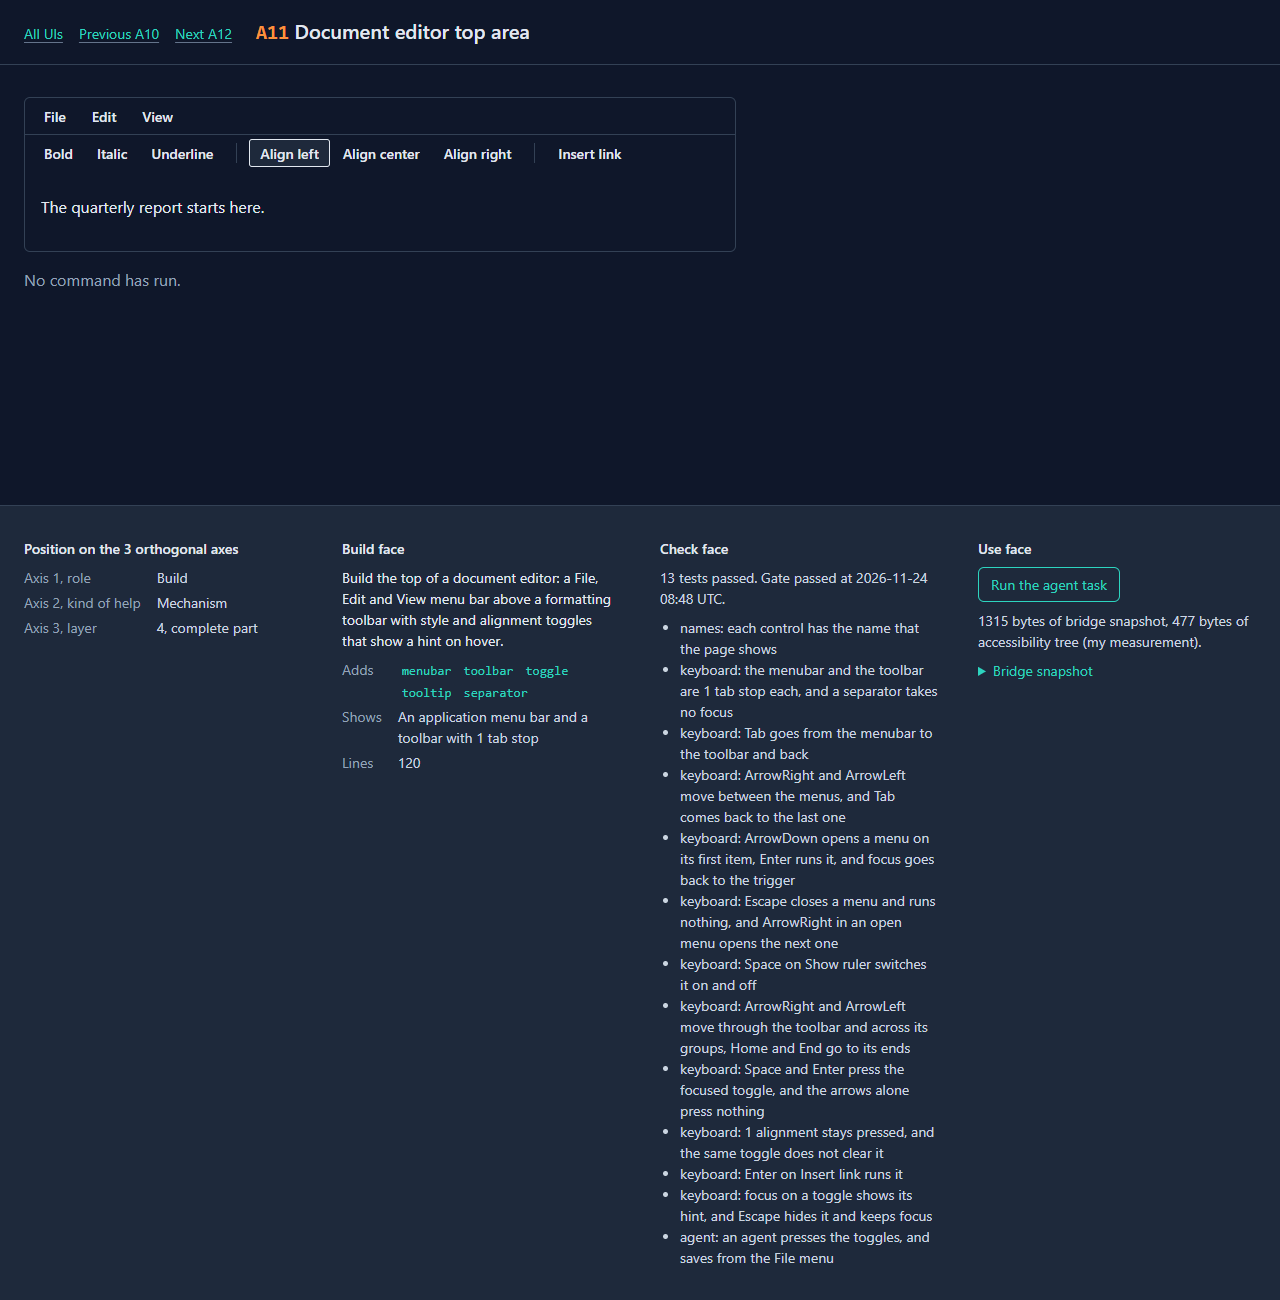 All UIs Previous A10 Next A12 A11 Document editor top area
File Edit View
Bold Italic Underline Align left Align center Align right Insert link
The quarterly report starts here.
No command has run.
Position on the 3 orthogonal axes
Axis 1, role Build
Axis 2, kind of help Mechanism
Axis 3, layer 4, complete part
Build face
Build the top of a document editor: a File,
Edit and View menu bar above a formatting
toolbar with style and alignment toggles
that show a hint on hover.
Adds menubar toolbar toggle
tooltip separator
Shows An application menu bar and a
toolbar with 1 tab stop
Lines 120
Check face
13 tests passed. Gate passed at 2026-11-24
08:48 UTC.
names: each control has the name that
the page shows
keyboard: the menubar and the toolbar
are 1 tab stop each, and a separator takes
no focus
keyboard: Tab goes from the menubar to
the toolbar and back
keyboard: ArrowRight and ArrowLeft
move between the menus, and Tab
comes back to the last one
keyboard: ArrowDown opens a menu on
its first item, Enter runs it, and focus goes
back to the trigger
keyboard: Escape closes a menu and runs
nothing, and ArrowRight in an open
menu opens the next one
keyboard: Space on Show ruler switches
it on and off
keyboard: ArrowRight and ArrowLeft
move through the toolbar and across its
groups, Home and End go to its ends
keyboard: Space and Enter press the
focused toggle, and the arrows alone
press nothing
keyboard: 1 alignment stays pressed, and
the same toggle does not clear it
keyboard: Enter on Insert link runs it
keyboard: focus on a toggle shows its
hint, and Escape hides it and keeps focus
agent: an agent presses the toggles, and
saves from the File menu
Use face
Run the agent task
1315 bytes of bridge snapshot, 477 bytes of
accessibility tree (my measurement).
Bridge snapshot